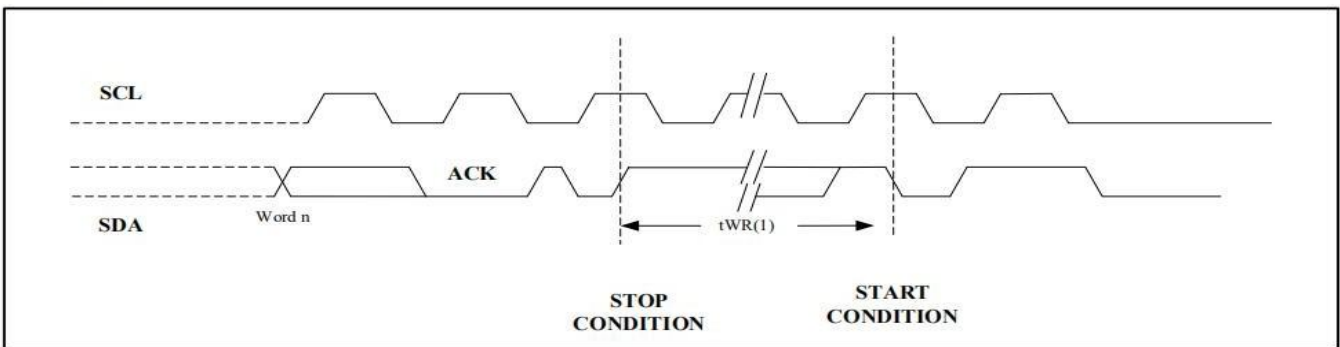 SCL
ACK
Word n
SDA
tWR(1)
STOP
CONDITION
START
CONDITION